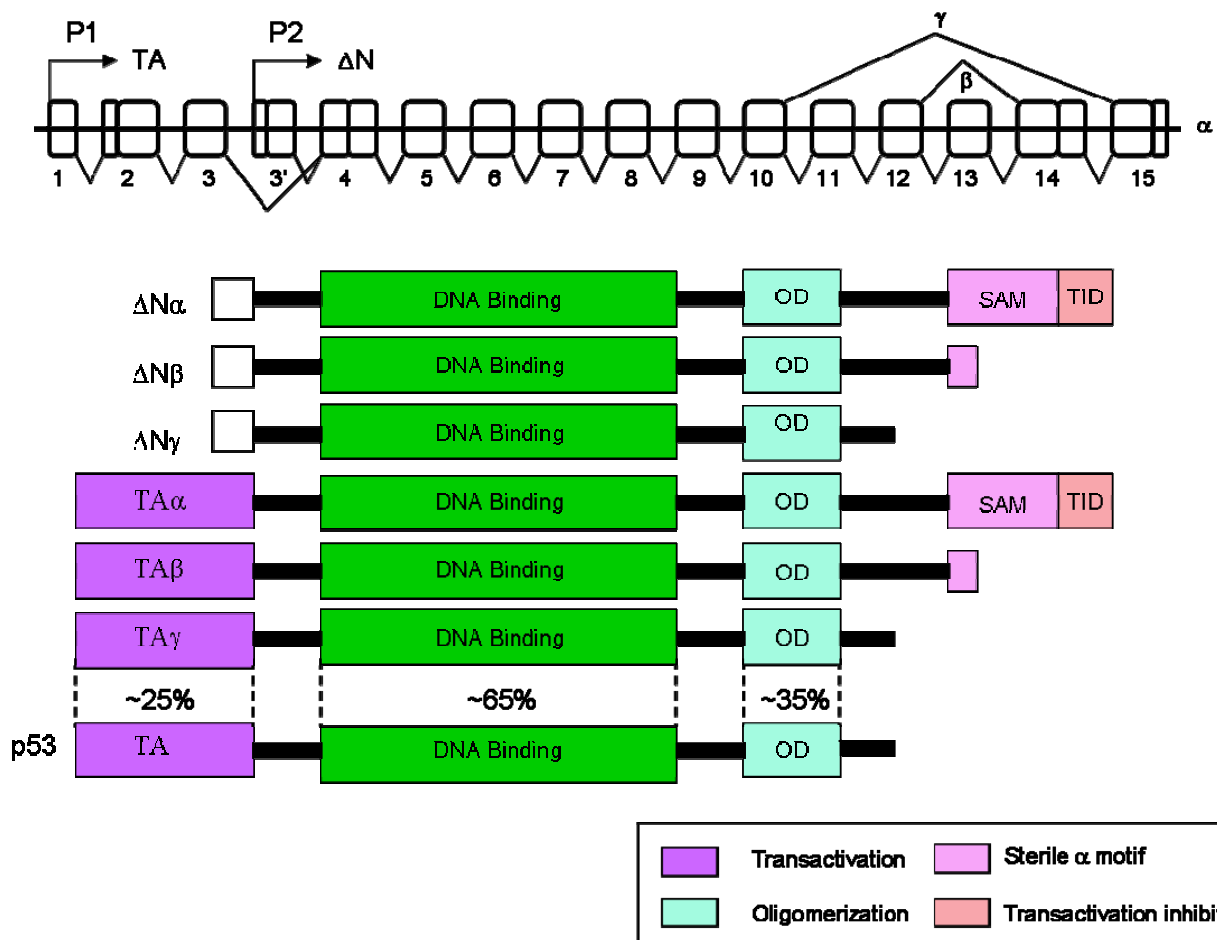 P1 TA P2 ΔN γ
β
α
1 2 3 3' 4 5 6 7 8 9 10 11 12 13 14 15
ΔNα DNA Binding OD SAM TID
ΔNβ DNA Binding OD
ΔNγ DNA Binding OD
TAα DNA Binding OD SAM TID
TAβ DNA Binding OD
TAγ DNA Binding OD
~25% ~65% ~35%
p53 TA DNA Binding OD
Transactivation Sterile α motif
Oligomerization Transactivation inhibi